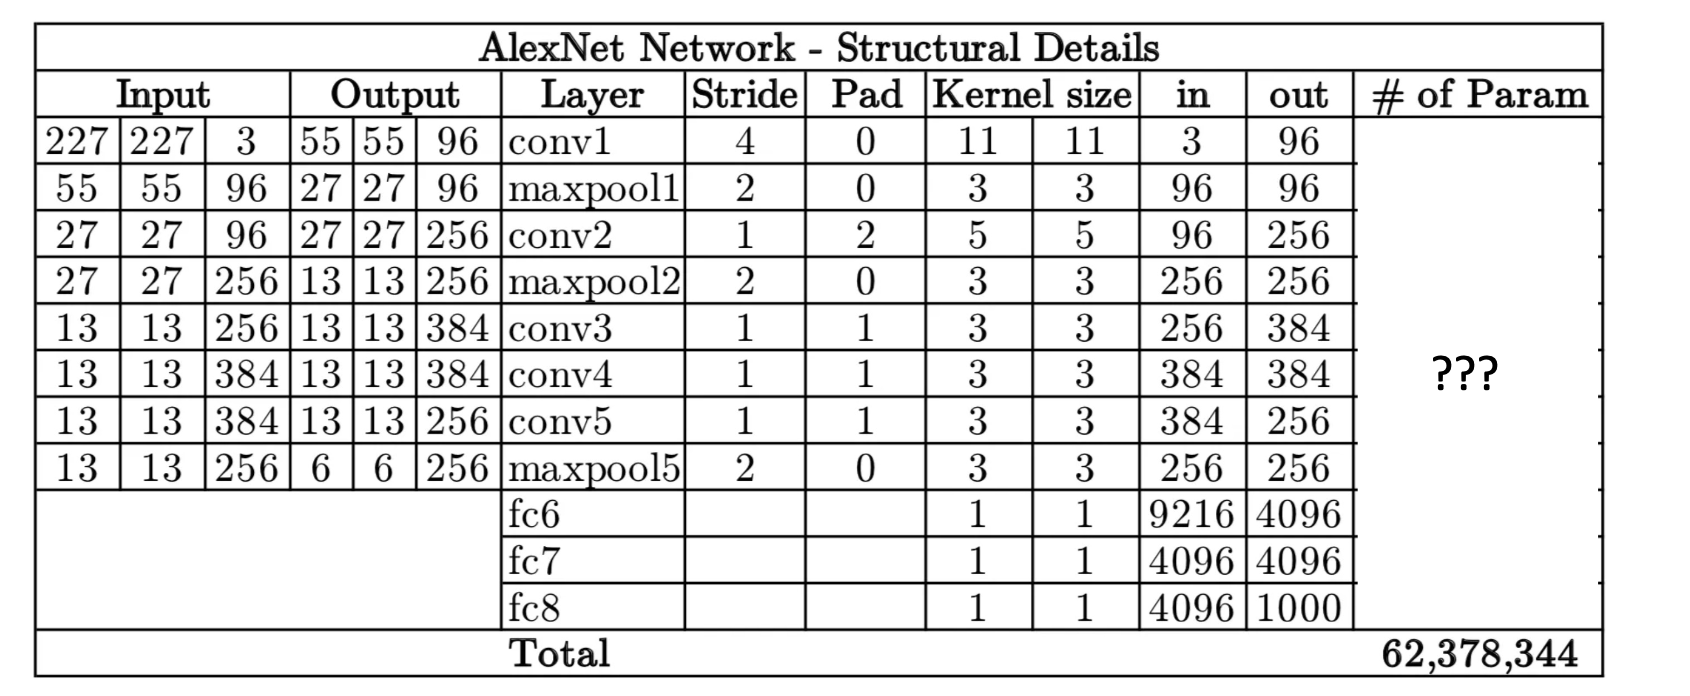 AlexNet Network - Structural Details
Input Output Layer Stride Pad Kernel size in out # of Param
227 227 3 55 55 96 conv1 4 0 11 11 3 96
55 55 96 27 27 96 maxpool1 2 0 3 3 96 96
27 27 96 27 27 256 conv2 1 2 5 5 96 256
27 27 256 13 13 256 maxpool2 2 0 3 3 256 256
13 13 256 13 13 384 conv3 1 1 3 3 256 384
13 13 384 13 13 384 conv4 1 1 3 3 384 384 ???
13 13 384 13 13 256 conv5 1 1 3 3 384 256
13 13 256 6 6 256 maxpool5 2 0 3 3 256 256
fc6 1 1 9216 4096
fc7 1 1 4096 4096
fc8 1 1 4096 1000
Total 62,378,344